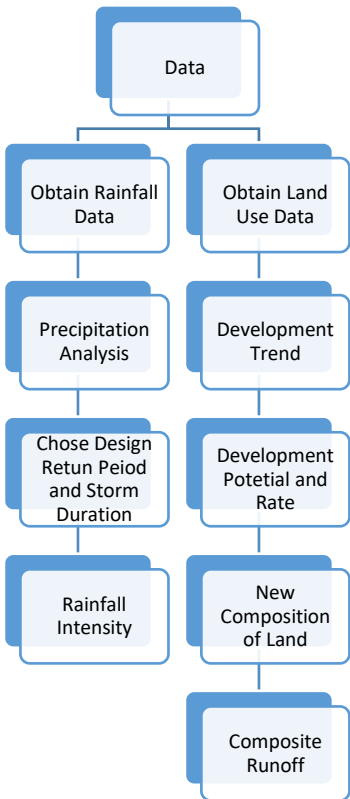 Data
Obtain Rainfall
Data
Obtain Land
Use Data
Precipitation
Analysis
Development
Trend
Chose Design
Retun Peiod
and Storm
Duration
Development
Potetial and
Rate
Rainfall
Intensity
New
Composition
of Land
Composite
Runoff